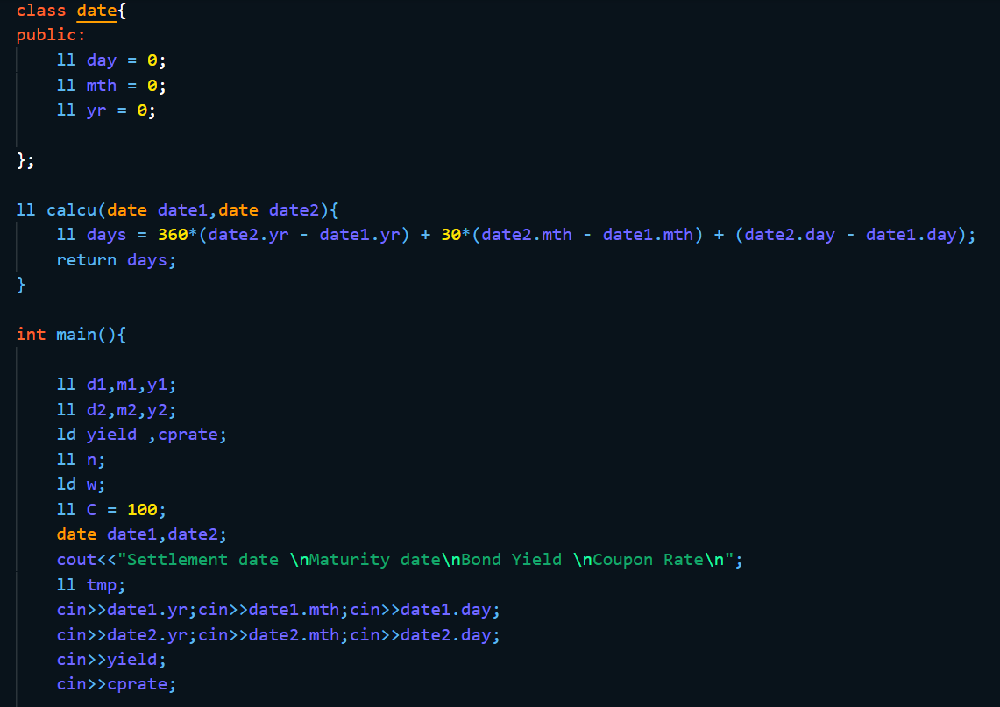 class date{
public:
    ll day = 0;
    ll mth = 0;
    ll yr = 0;

};

ll calcu(date date1,date date2){
    ll days = 360*(date2.yr - date1.yr) + 30*(date2.mth - date1.mth) + (date2.day - date1.day);
    return days;
}

int main(){

    ll d1,m1,y1;
    ll d2,m2,y2;
    ld yield ,cprate;
    ll n;
    ld w;
    ll C = 100;
    date date1,date2;
    cout<<"Settlement date \nMaturity date\nBond Yield \nCoupon Rate\n";
    ll tmp;
    cin>>date1.yr;cin>>date1.mth;cin>>date1.day;
    cin>>date2.yr;cin>>date2.mth;cin>>date2.day;
    cin>>yield;
    cin>>cprate;